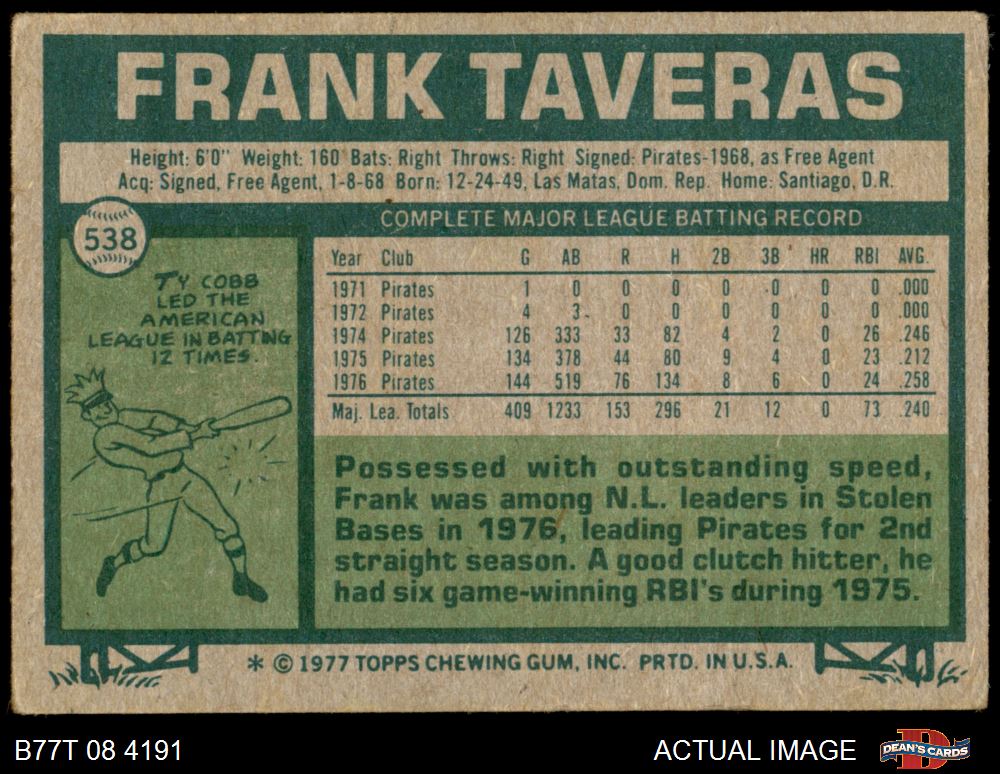 FRANK TAVERAS
Height: 6'0" Weight: 160 Bats: Right Throws: Right Signed: Pirates-1968, as Free Agent
Acq: Signed, Free Agent, 1-8-68 Born: 12-24-49, Las Matas, Dom. Rep. Home: Santiago, D.R.
538
TY COBB
LED THE
AMERICAN
LEAGUE IN BATTING
12 TIMES.
COMPLETE MAJOR LEAGUE BATTING RECORD
Year Club G AB R H 2B 3B HR RBI AVG.
1971 Pirates 1 0 0 0 0 0 0 0 .000
1972 Pirates 4 3 0 0 0 0 0 0 .000
1974 Pirates 126 333 33 82 4 2 0 26 .246
1975 Pirates 134 378 44 80 9 4 0 23 .212
1976 Pirates 144 519 76 134 8 6 0 24 .258
Maj. Lea. Totals 409 1233 153 296 21 12 0 73 .240
Possessed with outstanding speed,
Frank was among N.L. leaders in Stolen
Bases in 1976, leading Pirates for 2nd
straight season. A good clutch hitter, he
had six game-winning RBI's during 1975.
* © 1977 TOPPS CHEWING GUM, INC. PRTD. IN U.S.A.
B77T 08 4191
ACTUAL IMAGE
DEAN'S CARDS